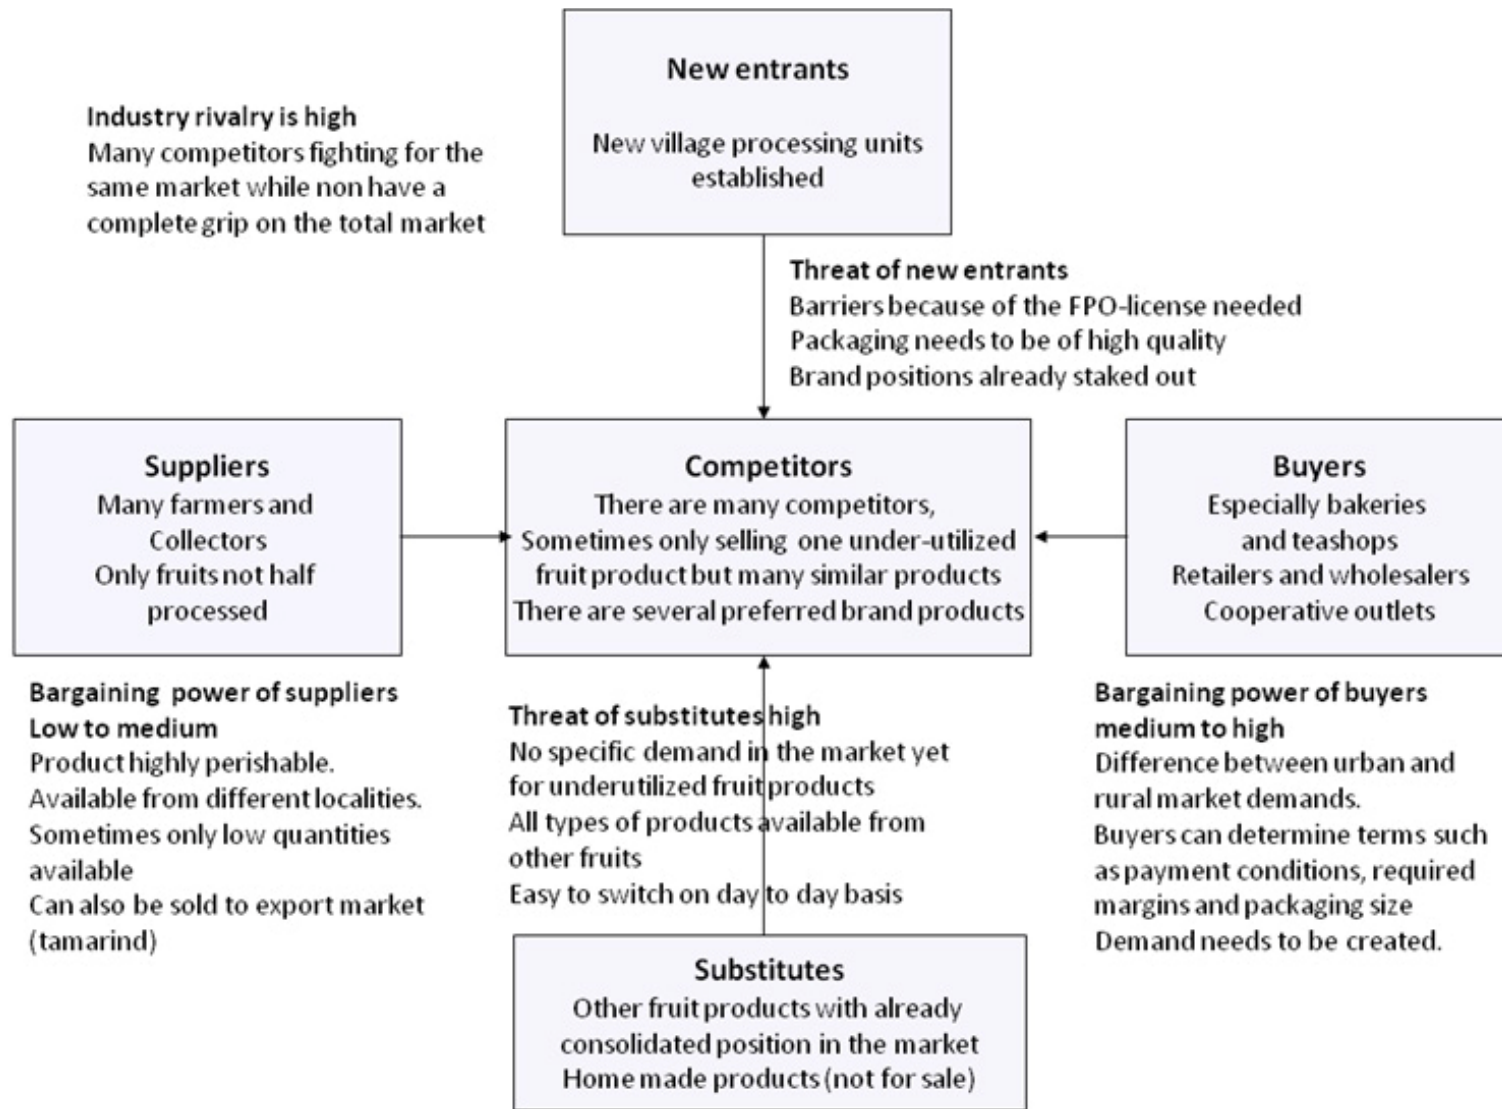 New entrants
New village processing units
established
Industry rivalry is high
Many competitors fighting for the
same market while non have a
complete grip on the total market
Threat of new entrants
Barriers because of the FPO-license needed
Packaging needs to be of high quality
Brand positions already staked out
Suppliers
Many farmers and
Collectors
Only fruits not half
processed
Competitors
There are many competitors,
Sometimes only selling one under-utilized
fruit product but many similar products
There are several preferred brand products
Buyers
Especially bakeries
and teashops
Retailers and wholesalers
Cooperative outlets
Bargaining power of suppliers
Low to medium
Product highly perishable.
Available from different localities.
Sometimes only low quantities
available
Can also be sold to export market
(tamarind)
Threat of substitutes high
No specific demand in the market yet
for underutilized fruit products
All types of products available from
other fruits
Easy to switch on day to day basis
Bargaining power of buyers
medium to high
Difference between urban and
rural market demands.
Buyers can determine terms such
as payment conditions, required
margins and packaging size
Demand needs to be created.
Substitutes
Other fruit products with already
consolidated position in the market
Home made products (not for sale)